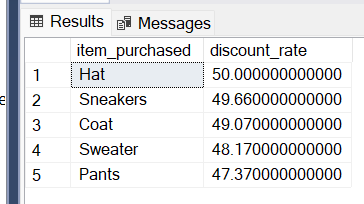 Results Messages
item_purchased discount_rate
1 Hat 50.000000000000
2 Sneakers 49.660000000000
3 Coat 49.070000000000
4 Sweater 48.170000000000
5 Pants 47.370000000000